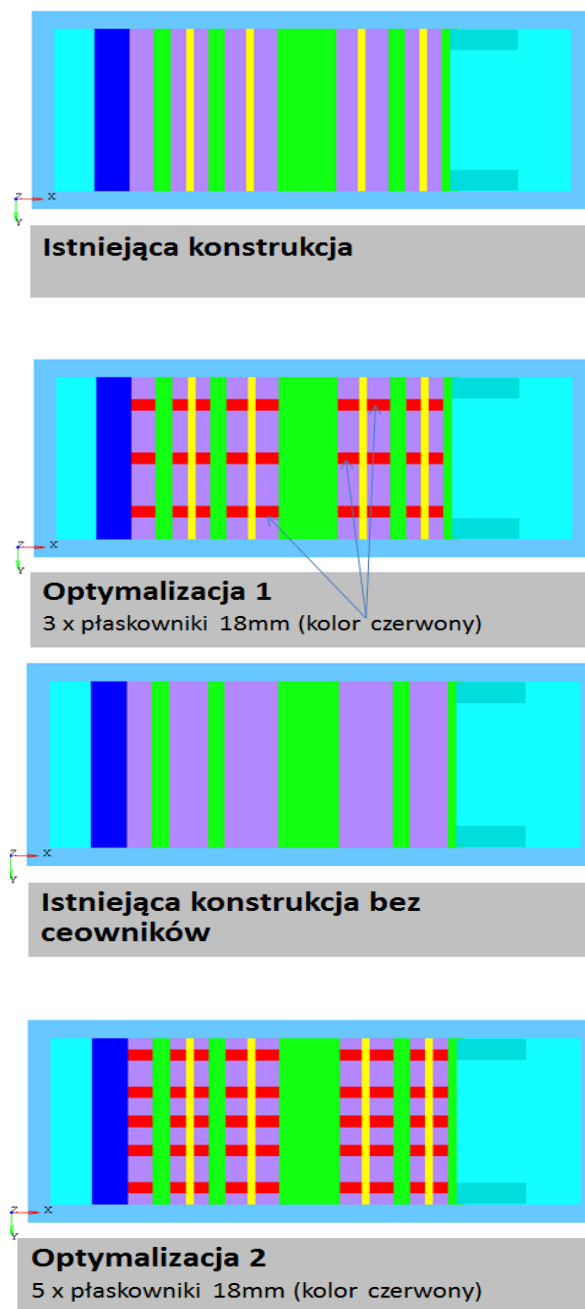 Z X
Y
Istniejąca konstrukcja
Z X
Y
Optymalizacja 1
3 x płaskowniki 18mm (kolor czerwony)
Z X
Y
Istniejąca konstrukcja bez
ceowników
Z X
Y
Optymalizacja 2
5 x płaskowniki 18mm (kolor czerwony)